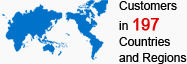 Customers
in 197
Countries
and Regions